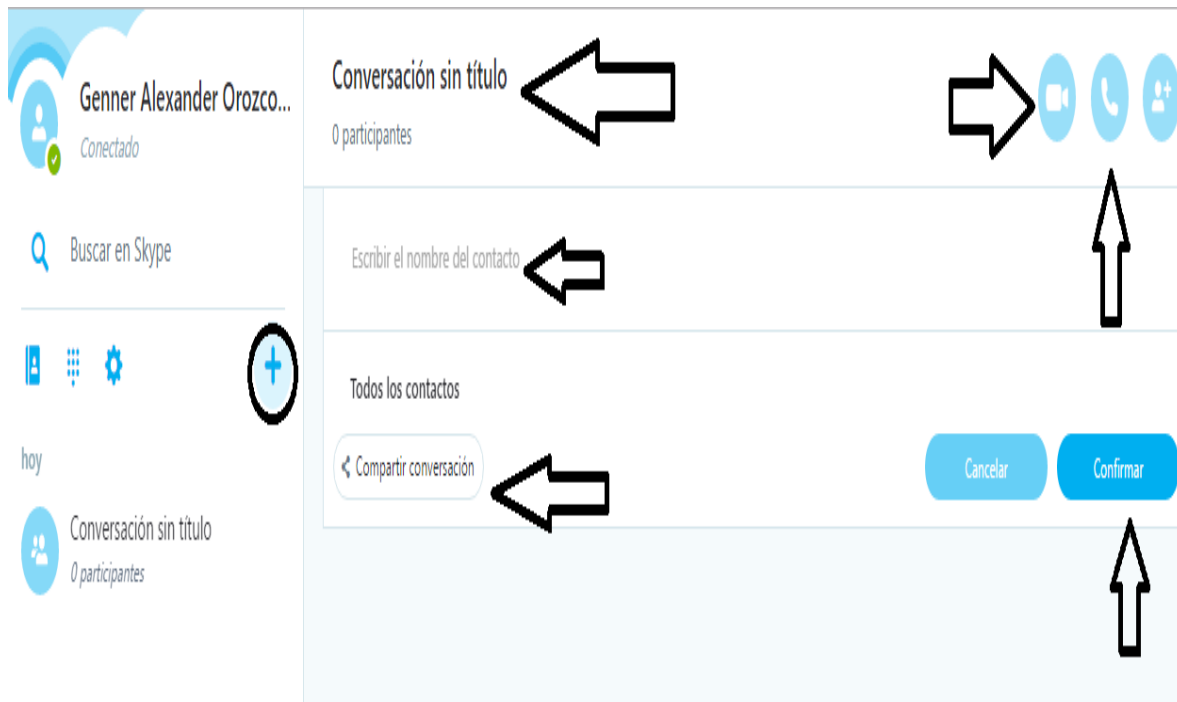 Genner Alexander Orozco...
Conectado
Buscar en Skype
hoy
Conversación sin título
0 participantes
Conversación sin título
0 participantes
Escribir el nombre del contacto
Todos los contactos
Compartir conversación
Cancelar
Confirmar